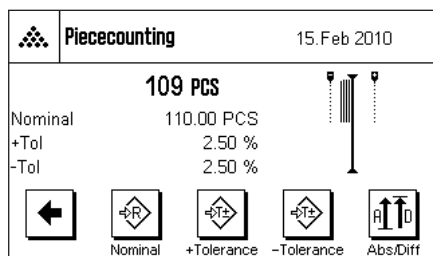 Piececounting 15.Feb 2010
109 PCS
Nominal 110.00 PCS
+Tol 2.50 %
-Tol 2.50 %
R T± T± A D
Nominal +Tolerance -Tolerance Abs/Diff